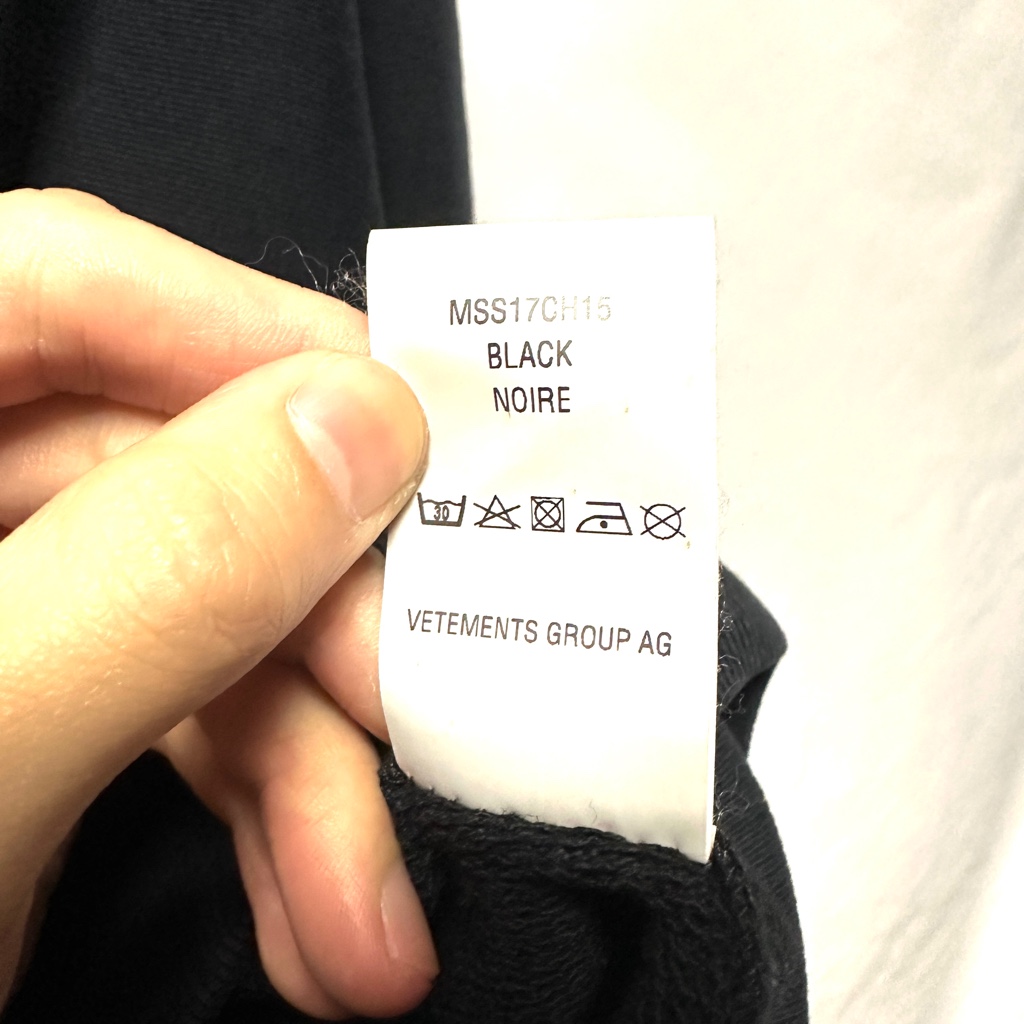 MSS17CH15
BLACK
NOIRE
30
VETEMENTS GROUP AG